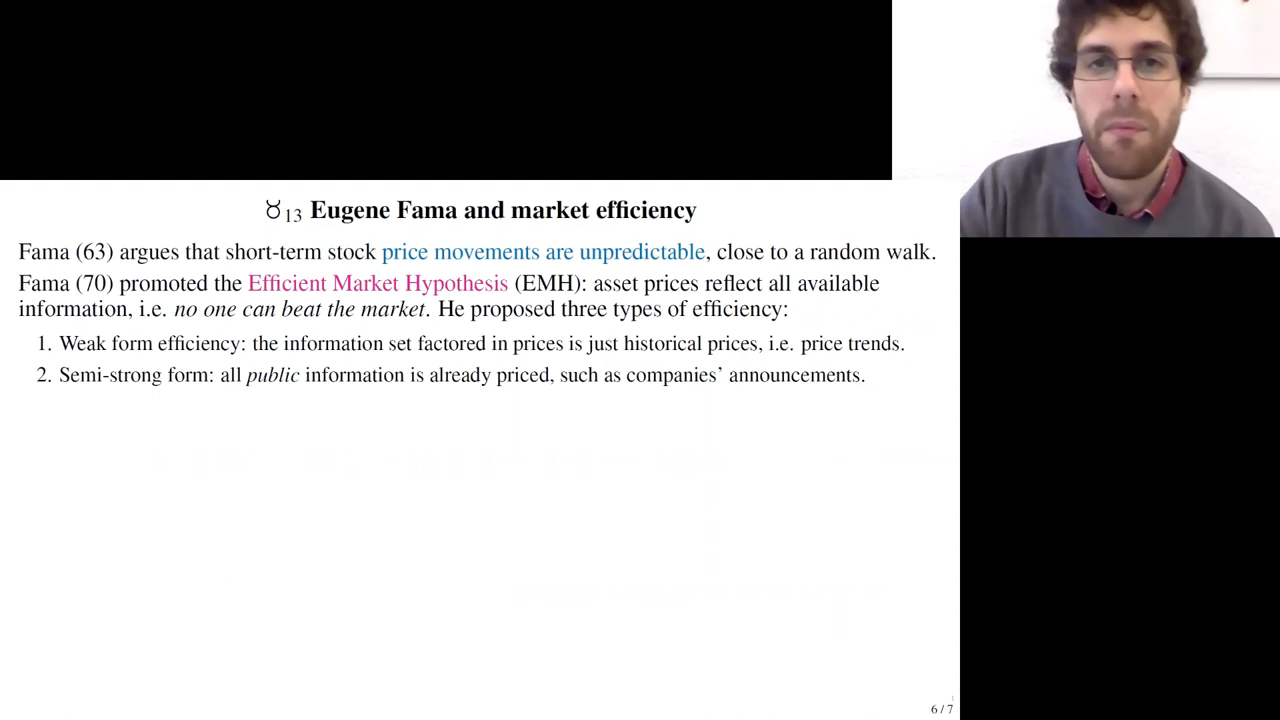 ♉13 Eugene Fama and market efficiency
Fama (63) argues that short-term stock price movements are unpredictable, close to a random walk.
Fama (70) promoted the Efficient Market Hypothesis (EMH): asset prices reflect all available
information, i.e. no one can beat the market. He proposed three types of efficiency:
1. Weak form efficiency: the information set factored in prices is just historical prices, i.e. price trends.
2. Semi-strong form: all public information is already priced, such as companies’ announcements.
6 / 7